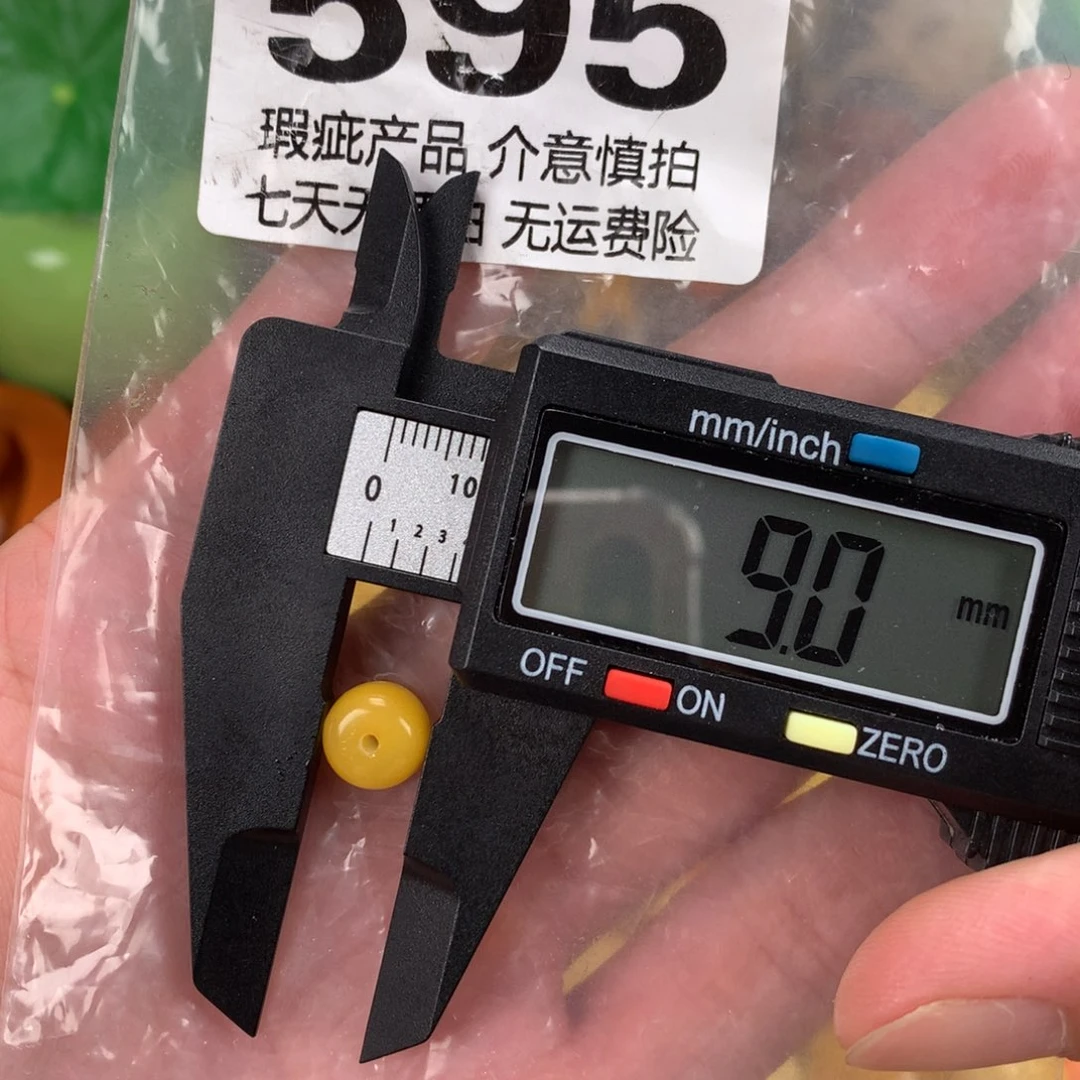 595
瑕疵产品 介意慎拍
七天无 无运费险
mm/inch
0 10
1 2 3
9.0 mm
OFF ON ZERO